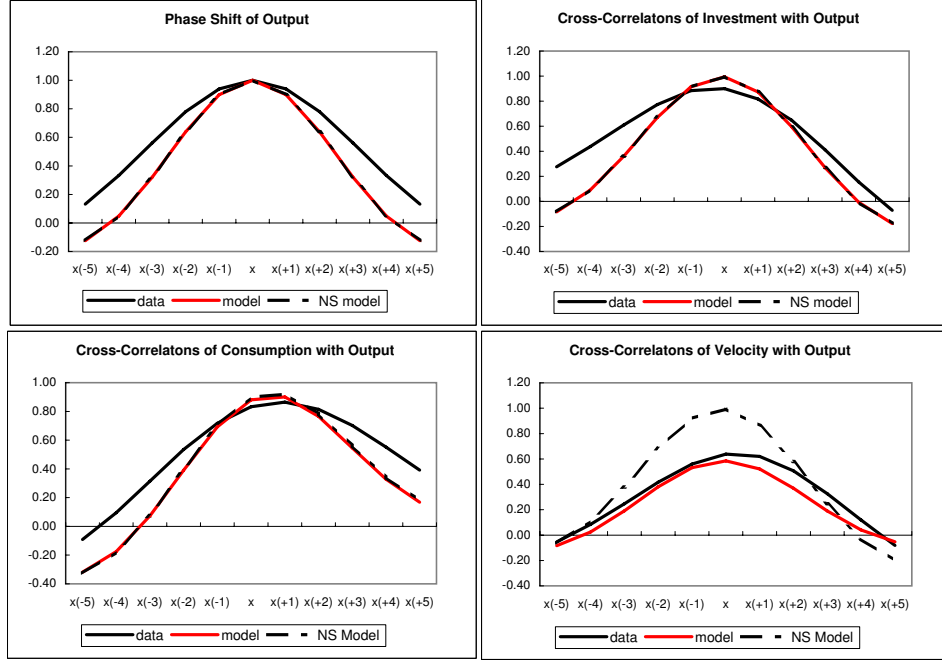 Phase Shift of Output
1.20
1.00
0.80
0.60
0.40
0.20
0.00
-0.20
x(-5) x(-4) x(-3) x(-2) x(-1) x x(+1) x(+2) x(+3) x(+4) x(+5)
data model NS model
Cross-Correlatons of Investment with Output
1.20
1.00
0.80
0.60
0.40
0.20
0.00
-0.20
-0.40
x(-5) x(-4) x(-3) x(-2) x(-1) x x(+1) x(+2) x(+3) x(+4) x(+5)
data model NS model
Cross-Correlatons of Consumption with Output
1.00
0.80
0.60
0.40
0.20
0.00
-0.20
-0.40
x(-5) x(-4) x(-3) x(-2) x(-1) x x(+1) x(+2) x(+3) x(+4) x(+5)
data model NS Model
Cross-Correlatons of Velocity with Output
1.20
1.00
0.80
0.60
0.40
0.20
0.00
-0.20
-0.40
x(-5) x(-4) x(-3) x(-2) x(-1) x x(+1) x(+2) x(+3) x(+4) x(+5)
data model NS Model